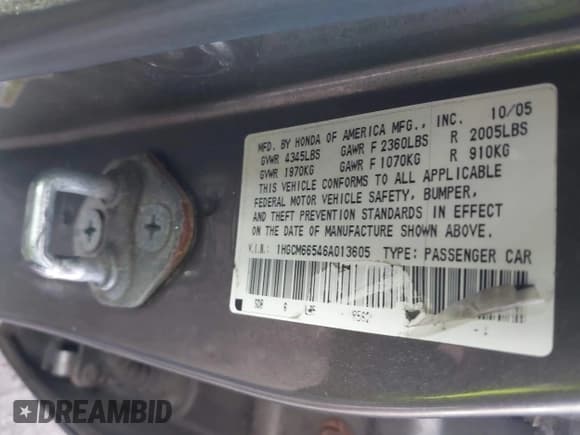 MFD. BY HONDA OF AMERICA MFG., INC. 10/05
GVWR 4345LBS GAWR F 2360LBS R 2005LBS
GVWR 1970KG GAWR F 1070KG R 910KG
THIS VEHICLE CONFORMS TO ALL APPLICABLE
FEDERAL MOTOR VEHICLE SAFETY, BUMPER,
AND THEFT PREVENTION STANDARDS IN EFFECT
ON THE DATE OF MANUFACTURE SHOWN ABOVE.
V.I.N: 1HGCM66546A013605 TYPE: PASSENGER CAR
SDR 6
DREAMBID